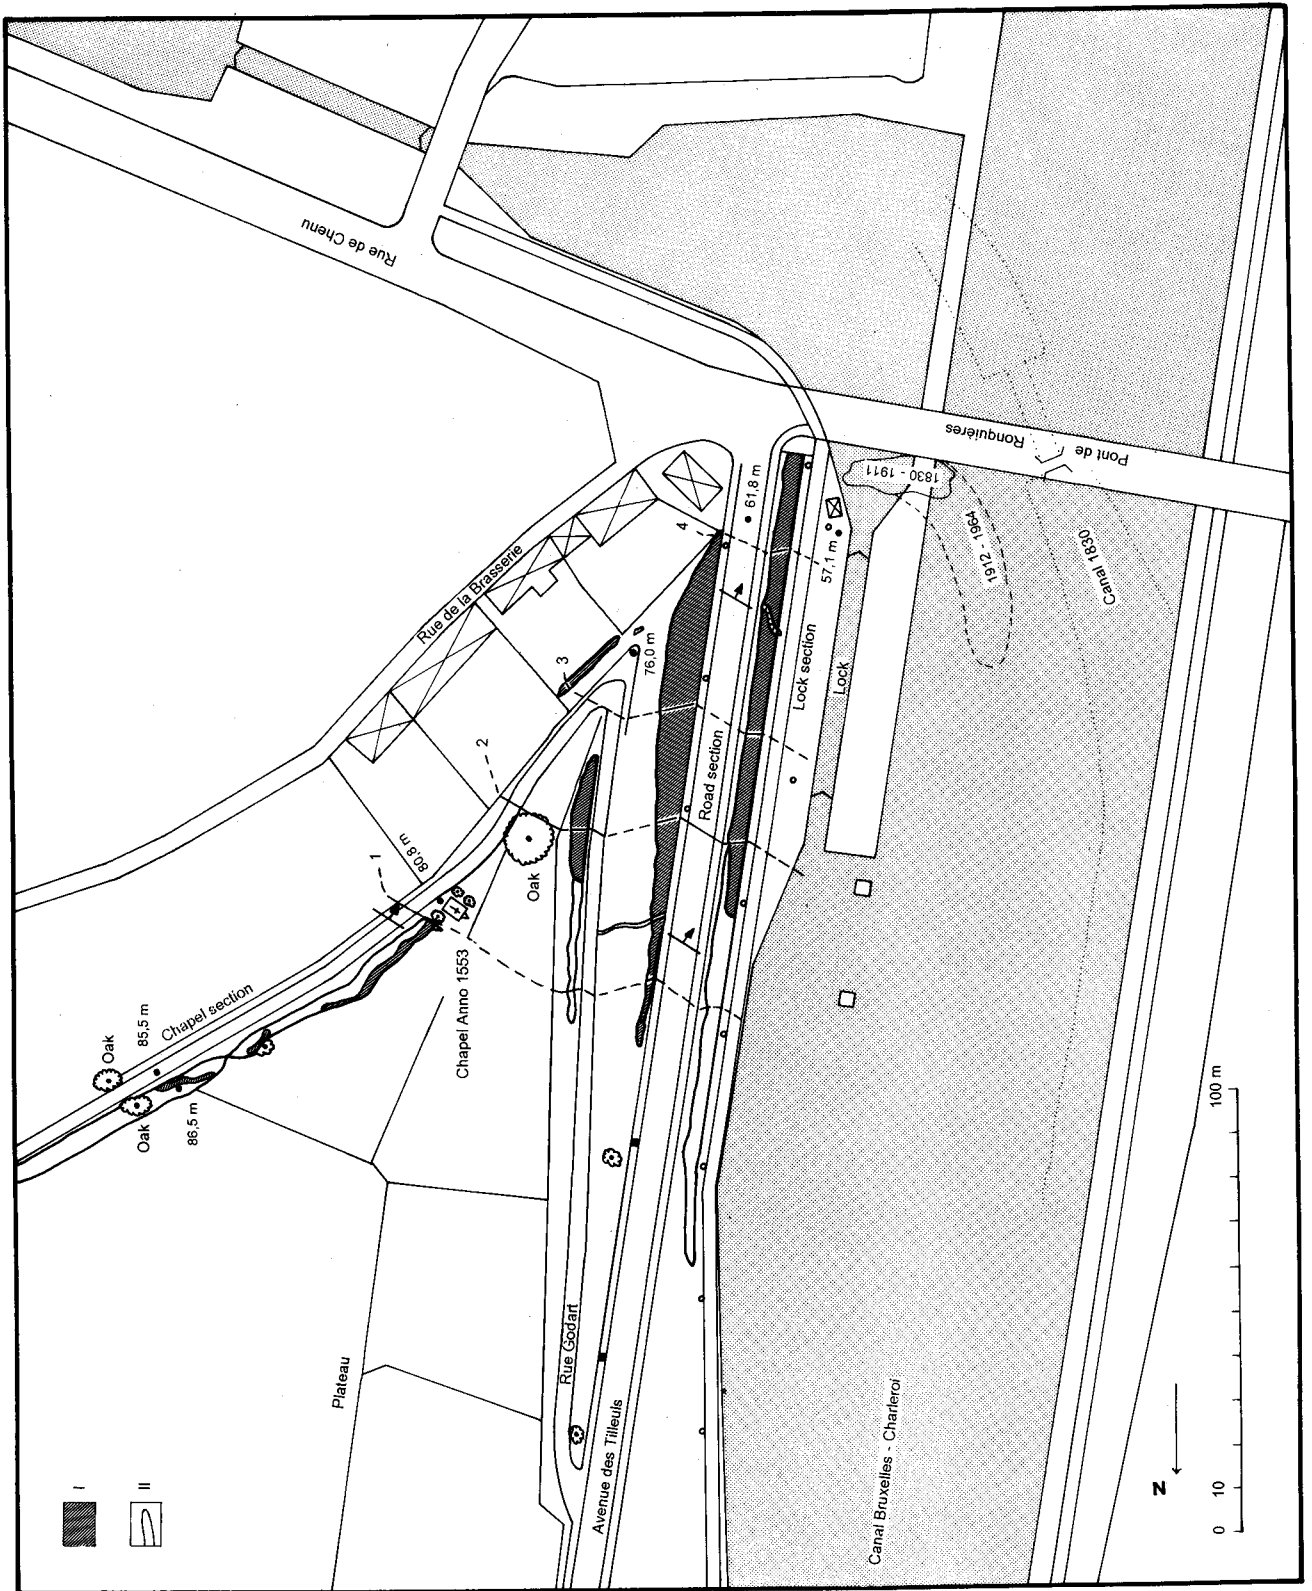 Rue de Chenu
Rue de la Brasserie
Pont de
Ronquières
1830 - 1911
1912 - 1964
Canal 1830
61,8 m
57,1 m
4
3
76,0 m
2
1
80,8 m
Lock section
Lock
Road section
Oak
Chapel Anno 1553
Chapel section
85,5 m
Oak
Oak
86,5 m
Plateau
Rue Godart
Avenue des Tilleuls
Canal Bruxelles - Charleroi
I
II
N
0 10 100 m